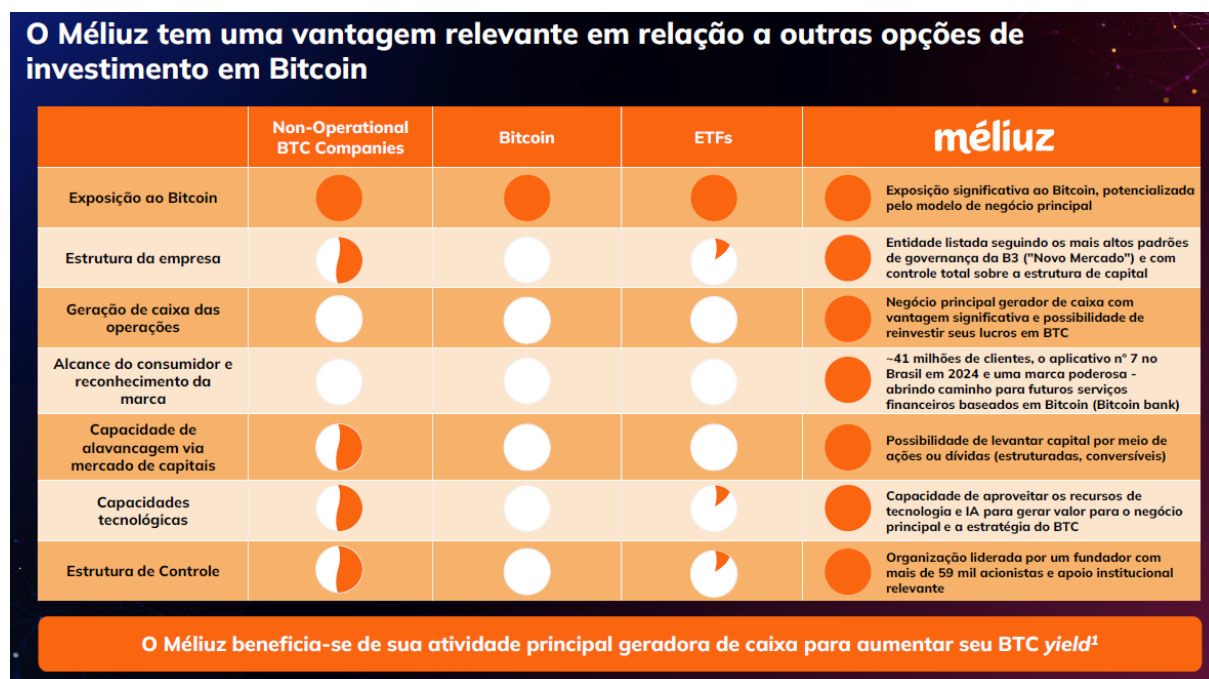 O Méliuz tem uma vantagem relevante em relação a outras opções de
investimento em Bitcoin
Non-Operational
BTC Companies
Bitcoin
ETFs
méliuz
Exposição ao Bitcoin
Exposição significativa ao Bitcoin, potencializada
pelo modelo de negócio principal
Estrutura da empresa
Entidade listada seguindo os mais altos padrões
de governança da B3 ("Novo Mercado") e com
controle total sobre a estrutura de capital
Geração de caixa das
operações
Negócio principal gerador de caixa com
vantagem significativa e possibilidade de
reinvestir seus lucros em BTC
Alcance do consumidor e
reconhecimento da
marca
~41 milhões de clientes, o aplicativo nº 7 no
Brasil em 2024 e uma marca poderosa -
abrindo caminho para futuros serviços
financeiros baseados em Bitcoin (Bitcoin bank)
Capacidade de
alavancagem via
mercado de capitais
Possibilidade de levantar capital por meio de
ações ou dívidas (estruturadas, conversíveis)
Capacidades
tecnológicas
Capacidade de aproveitar os recursos de
tecnologia e IA para gerar valor para o negócio
principal e a estratégia do BTC
Estrutura de Controle
Organização liderada por um fundador com
mais de 59 mil acionistas e apoio institucional
relevante
O Méliuz beneficia-se de sua atividade principal geradora de caixa para aumentar seu BTC yield¹